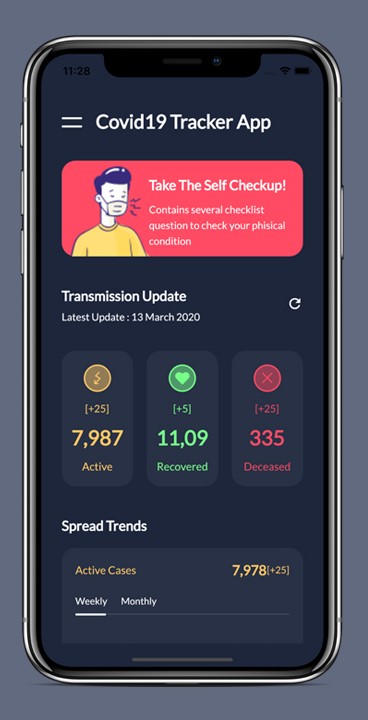 11:28
Covid19 Tracker App
Take The Self Checkup!
Contains several checklist
question to check your phisical
condition
Transmission Update
Latest Update : 13 March 2020
[+25]
7,987
Active
[+5]
11,09
Recovered
[+25]
335
Deceased
Spread Trends
Active Cases 7,978[+25]
Weekly Monthly